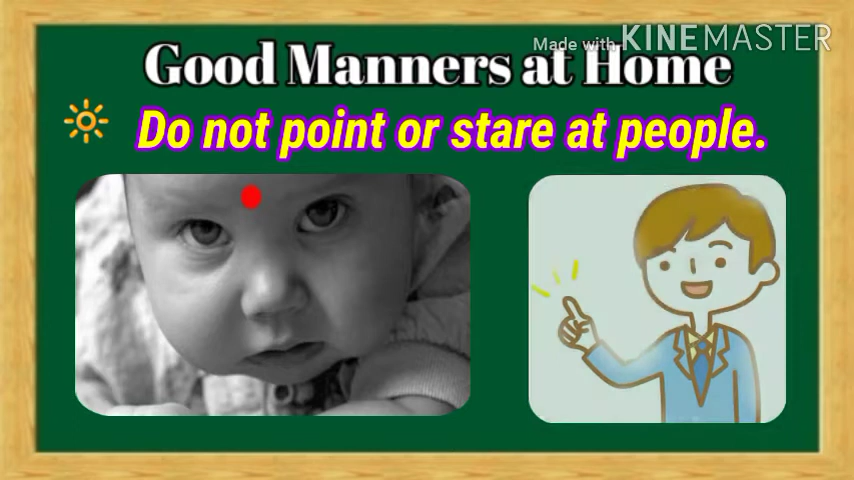 Made with KINEMASTER
Good Manners at Home
Do not point or stare at people.